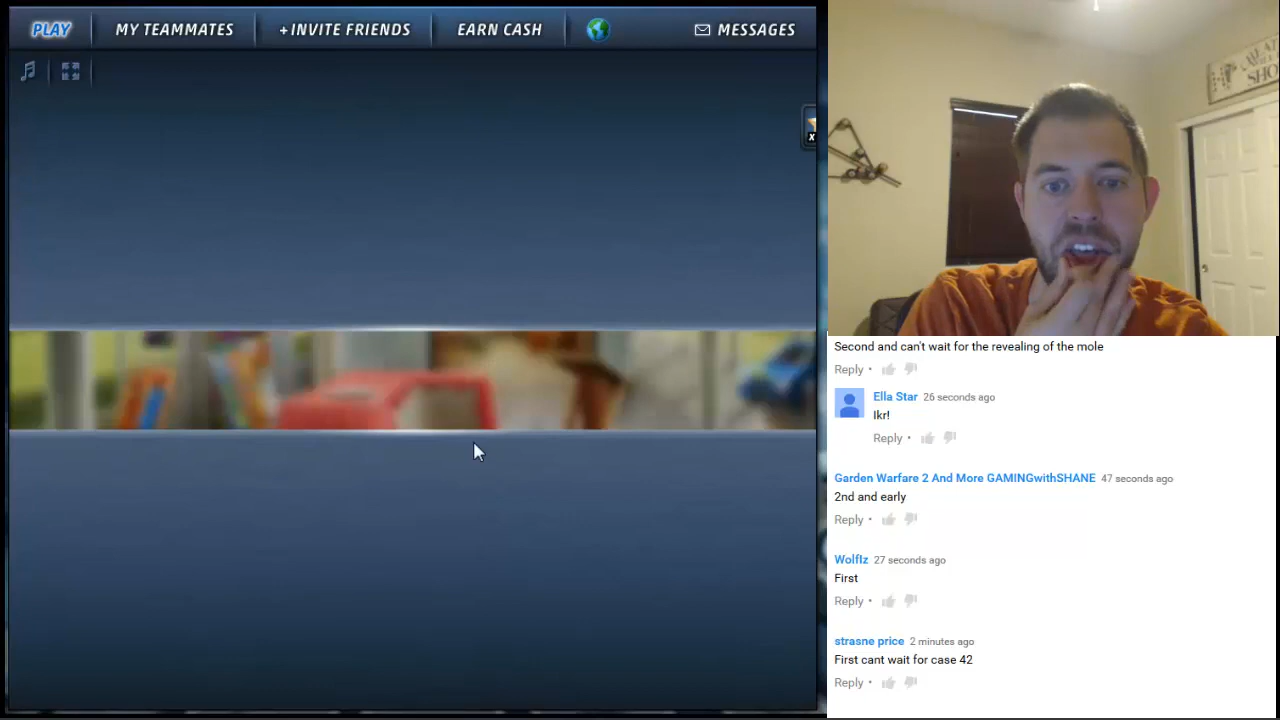 PLAY
MY TEAMMATES
+INVITE FRIENDS
EARN CASH
MESSAGES
X
Second and can't wait for the revealing of the mole
Reply •
Ella Star 26 seconds ago
Ikr!
Reply •
Garden Warfare 2 And More GAMINGwithSHANE 47 seconds ago
2nd and early
Reply •
Wolflz 27 seconds ago
First
Reply •
strasne price 2 minutes ago
First cant wait for case 42
Reply •